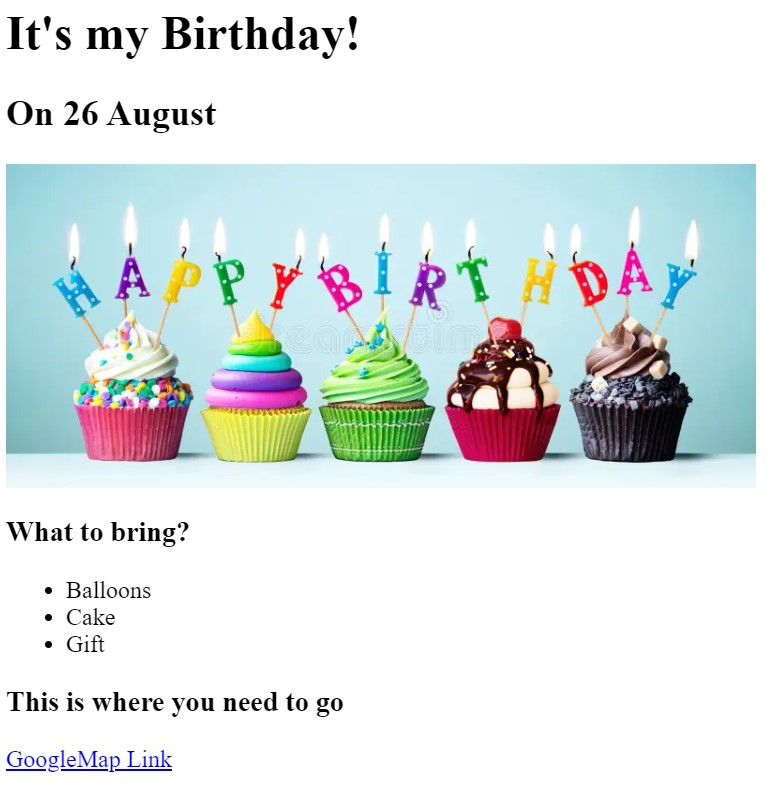 It's my Birthday!
On 26 August
HAPPY BIRTHDAY
What to bring?
• Balloons
• Cake
• Gift
This is where you need to go
GoogleMap Link